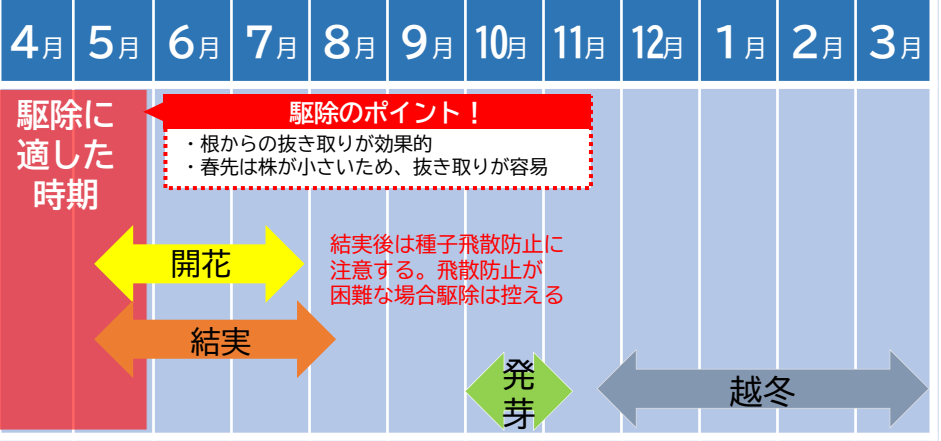 4月 5月 6月 7月 8月 9月 10月 11月 12月 1月 2月 3月
駆除に
適した
時期
駆除のポイント！
・根からの抜き取りが効果的
・春先は株が小さいため、抜き取りが容易
開花
結実後は種子飛散防止に
注意する。飛散防止が
困難な場合駆除は控える
結実
発
芽
越冬